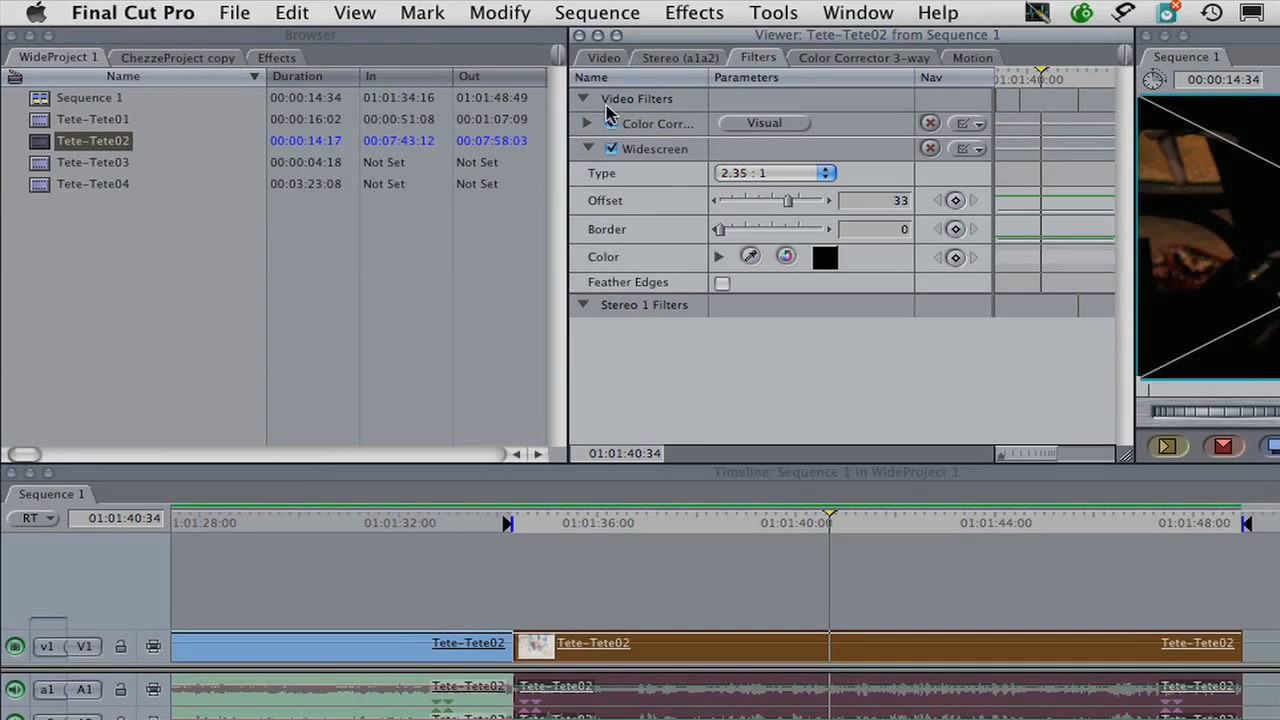 Final Cut Pro File Edit View Mark Modify Sequence Effects Tools Window Help
Browser
WideProject 1 ChezzeProject copy Effects
Name Duration In Out
Sequence 1 00:00:14:34 01:01:34:16 01:01:48:49
Tete-Tete01 00:00:16:02 00:00:51:08 00:01:07:09
Tete-Tete02 00:00:14:17 00:07:43:12 00:07:58:03
Tete-Tete03 00:00:04:18 Not Set Not Set
Tete-Tete04 00:03:23:08 Not Set Not Set
Viewer: Tete-Tete02 from Sequence 1
Video Stereo (a1a2) Filters Color Corrector 3-way Motion
Name Parameters Nav 01:01:40:00
Video Filters
Color Corr... Visual
Widescreen
Type 2.35 : 1
Offset 33
Border 0
Color
Feather Edges
Stereo 1 Filters
01:01:40:34
Sequence 1
00:00:14:34
Timeline: Sequence 1 in WideProject 1
Sequence 1
RT 01:01:40:34 1:01:28:00 01:01:32:00 01:01:36:00 01:01:40:00 01:01:44:00 01:01:48:00
v1 V1 Tete-Tete02 Tete-Tete02 Tete-Tete02
a1 A1 Tete-Tete02 Tete-Tete02 Tete-Tete02
Tete-Tete02 Tete-Tete02 Tete-Tete02